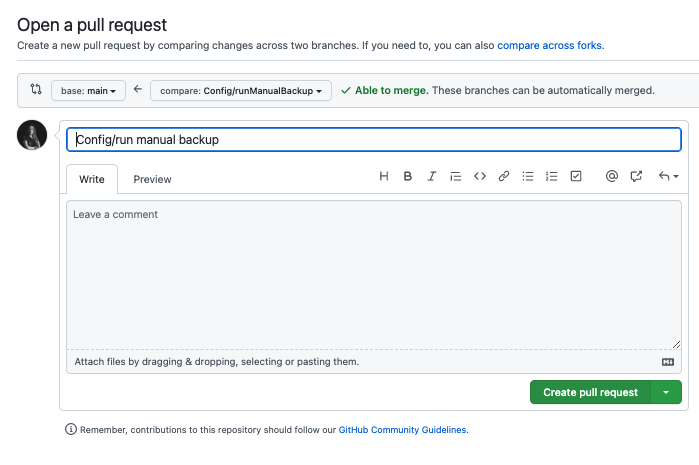 Open a pull request
Create a new pull request by comparing changes across two branches. If you need to, you can also compare across forks.
base: main compare: Config/runManualBackup Able to merge. These branches can be automatically merged.
Config/run manual backup
Write Preview H B I @
Leave a comment
Attach files by dragging & dropping, selecting or pasting them.
Create pull request
Remember, contributions to this repository should follow our GitHub Community Guidelines.